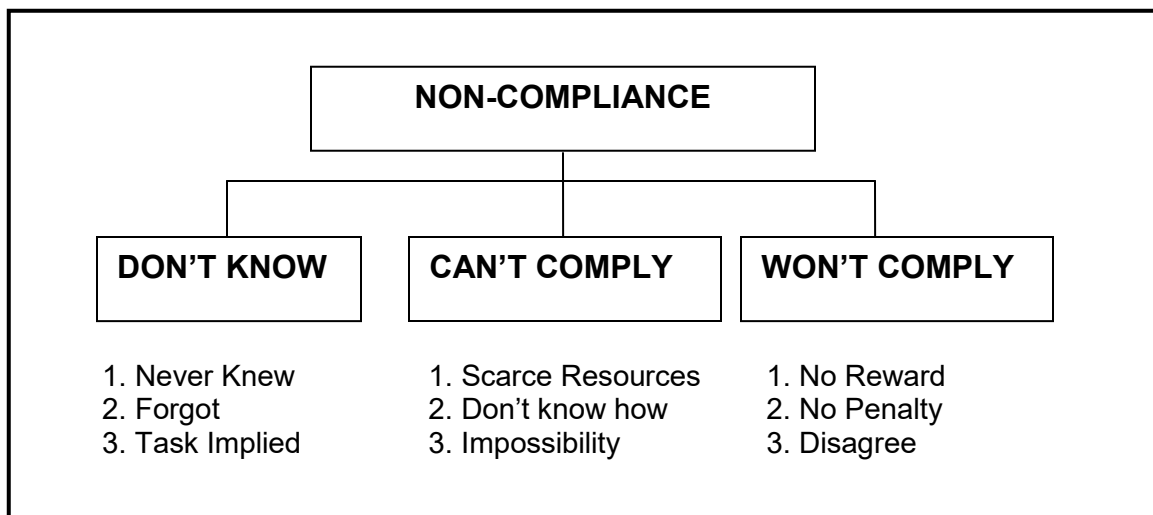 NON-COMPLIANCE
DON’T KNOW
CAN’T COMPLY
WON’T COMPLY
1. Never Knew
2. Forgot
3. Task Implied
1. Scarce Resources
2. Don’t know how
3. Impossibility
1. No Reward
2. No Penalty
3. Disagree